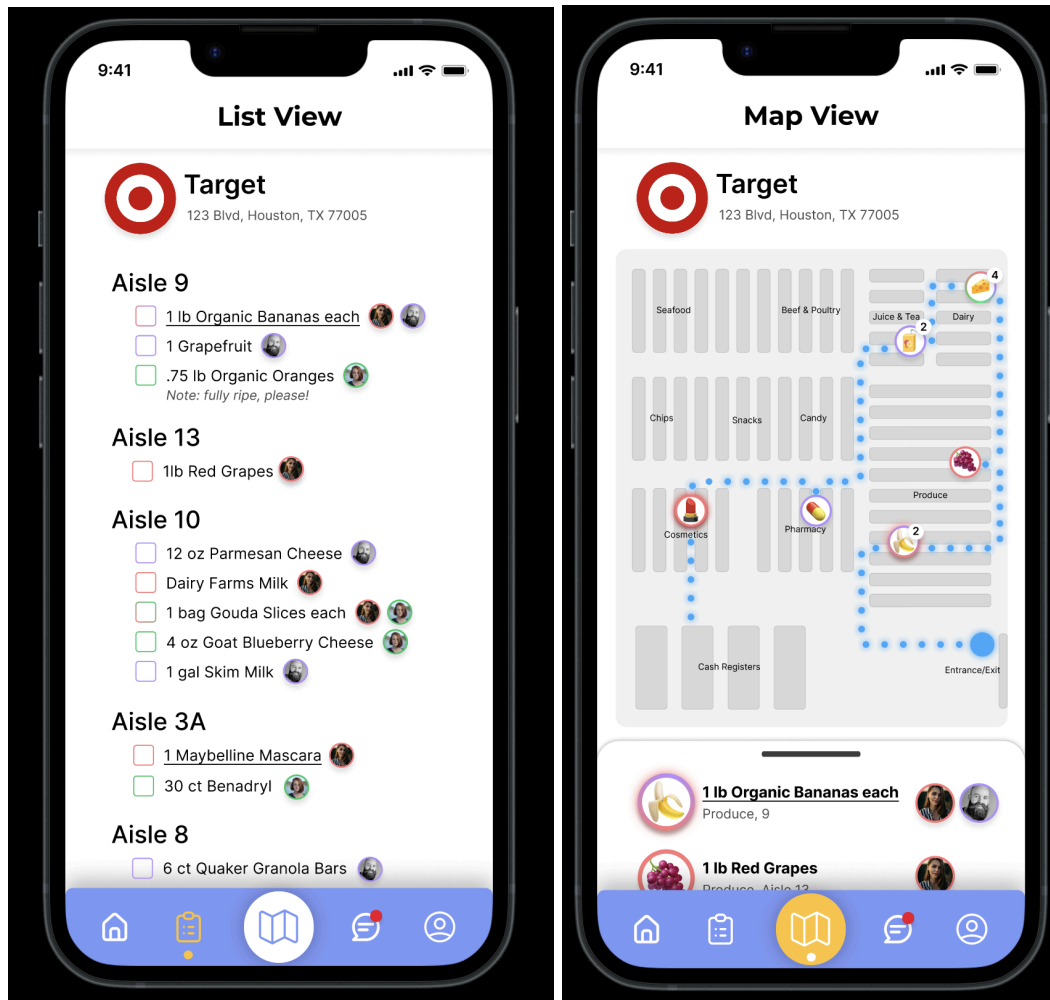 9:41
List View
Target
123 Blvd, Houston, TX 77005
Aisle 9
1 lb Organic Bananas each
1 Grapefruit
.75 lb Organic Oranges
Note: fully ripe, please!
Aisle 13
1lb Red Grapes
Aisle 10
12 oz Parmesan Cheese
Dairy Farms Milk
1 bag Gouda Slices each
4 oz Goat Blueberry Cheese
1 gal Skim Milk
Aisle 3A
1 Maybelline Mascara
30 ct Benadryl
Aisle 8
6 ct Quaker Granola Bars
9:41
Map View
Target
123 Blvd, Houston, TX 77005
4
Seafood
Beef & Poultry
Juice & Tea
Dairy
2
Chips
Snacks
Candy
Produce
Cosmetics
Pharmacy
2
Cash Registers
Entrance/Exit
1 lb Organic Bananas each
Produce, 9
1 lb Red Grapes
Produce, Aisle 13